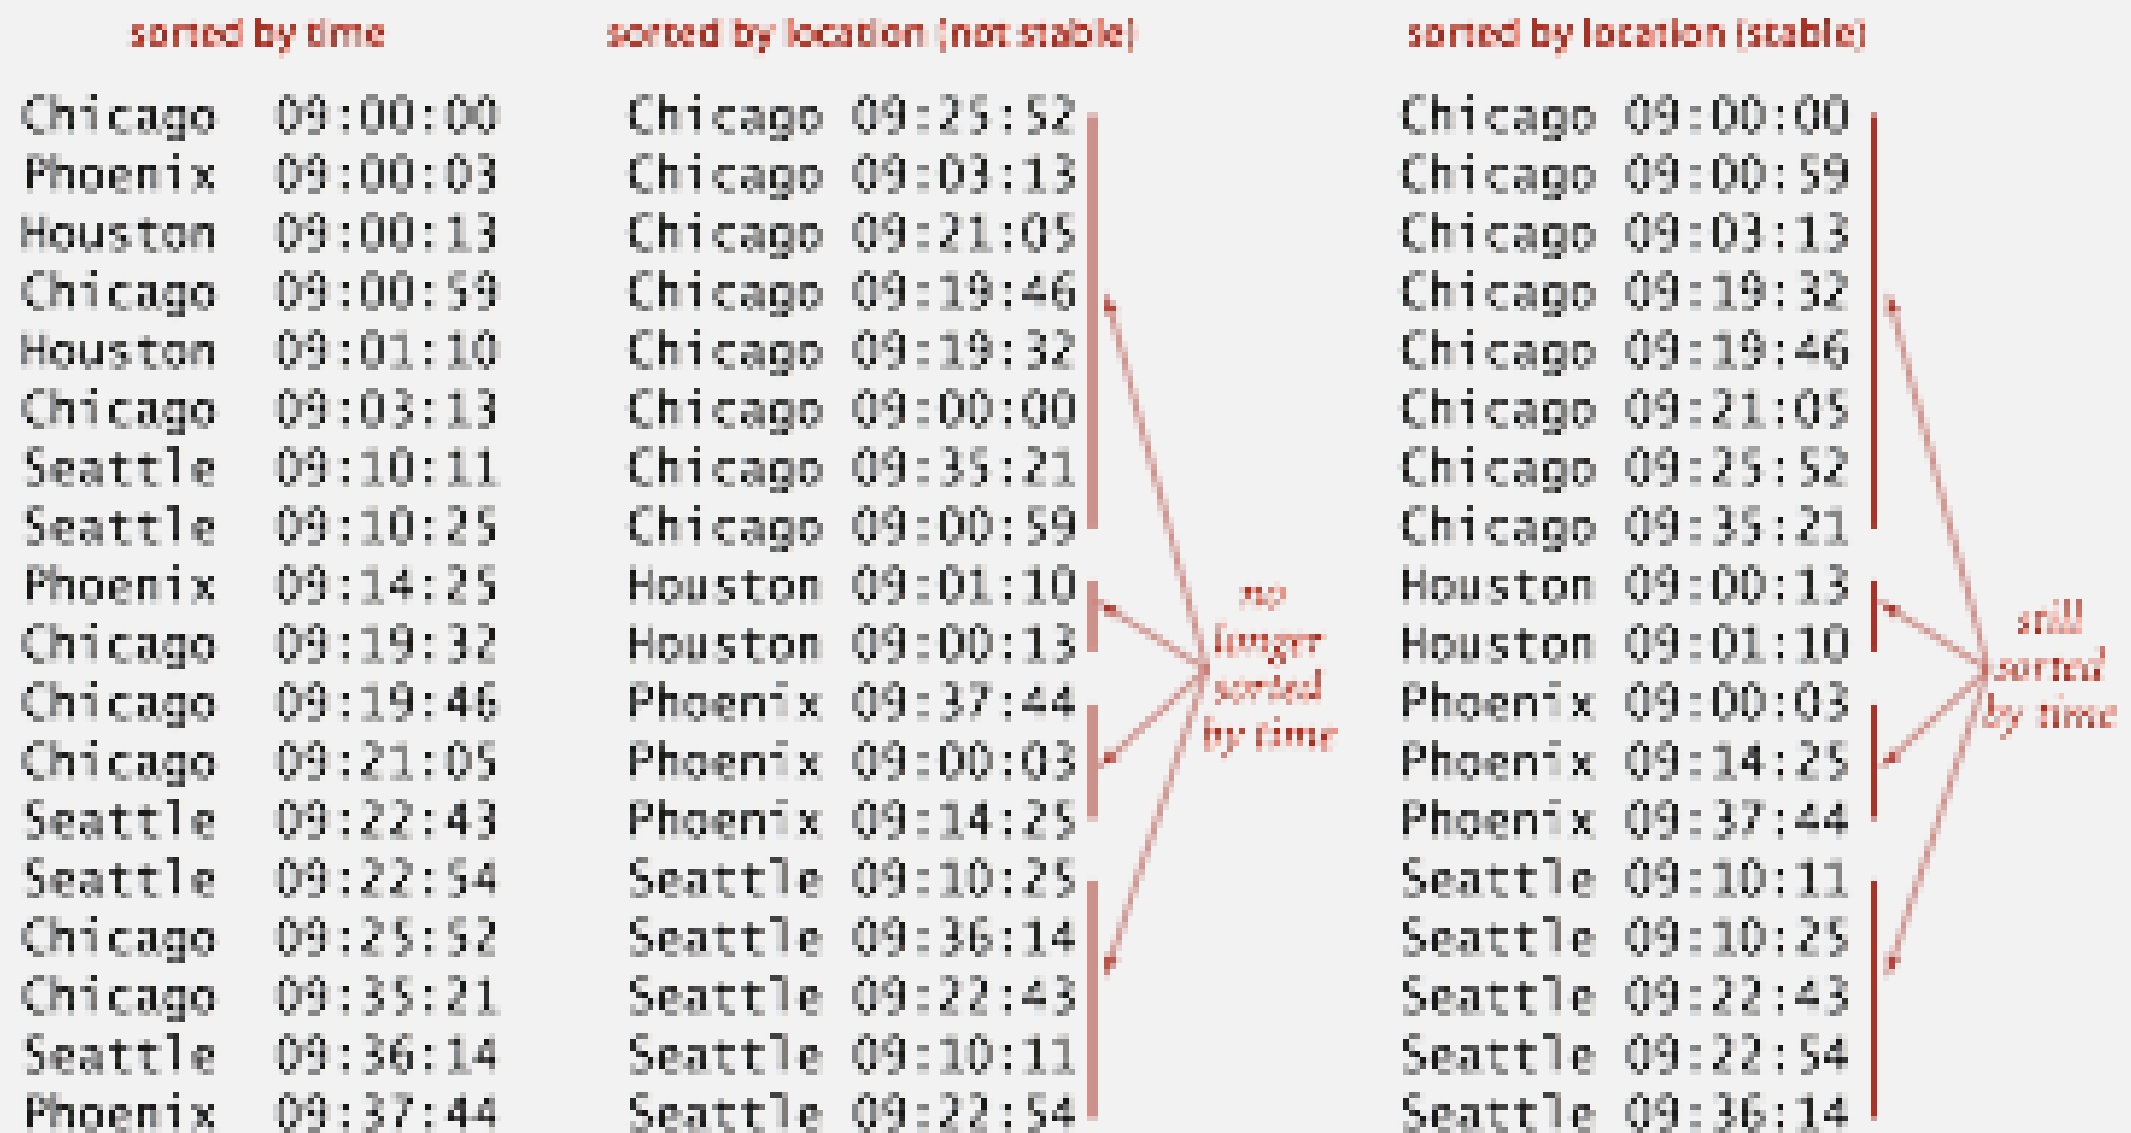 sorted by time
Chicago 09:00:00
Phoenix 09:00:03
Houston 09:00:13
Chicago 09:00:59
Houston 09:01:10
Chicago 09:03:13
Seattle 09:10:11
Seattle 09:10:25
Phoenix 09:14:25
Chicago 09:19:32
Chicago 09:19:46
Chicago 09:21:05
Seattle 09:22:43
Seattle 09:22:54
Chicago 09:25:52
Chicago 09:35:21
Seattle 09:36:14
Phoenix 09:37:44
sorted by location (not stable)
Chicago 09:25:52
Chicago 09:03:13
Chicago 09:21:05
Chicago 09:19:46
Chicago 09:19:32
Chicago 09:00:00
Chicago 09:35:21
Chicago 09:00:59
Houston 09:01:10
Houston 09:00:13
Phoenix 09:37:44
Phoenix 09:00:03
Phoenix 09:14:25
Seattle 09:10:25
Seattle 09:36:14
Seattle 09:22:43
Seattle 09:10:11
Seattle 09:22:54
no
longer
sorted
by time
sorted by location (stable)
Chicago 09:00:00
Chicago 09:00:59
Chicago 09:03:13
Chicago 09:19:32
Chicago 09:19:46
Chicago 09:21:05
Chicago 09:25:52
Chicago 09:35:21
Houston 09:00:13
Houston 09:01:10
Phoenix 09:00:03
Phoenix 09:14:25
Phoenix 09:37:44
Seattle 09:10:11
Seattle 09:10:25
Seattle 09:22:43
Seattle 09:22:54
Seattle 09:36:14
still
sorted
by time